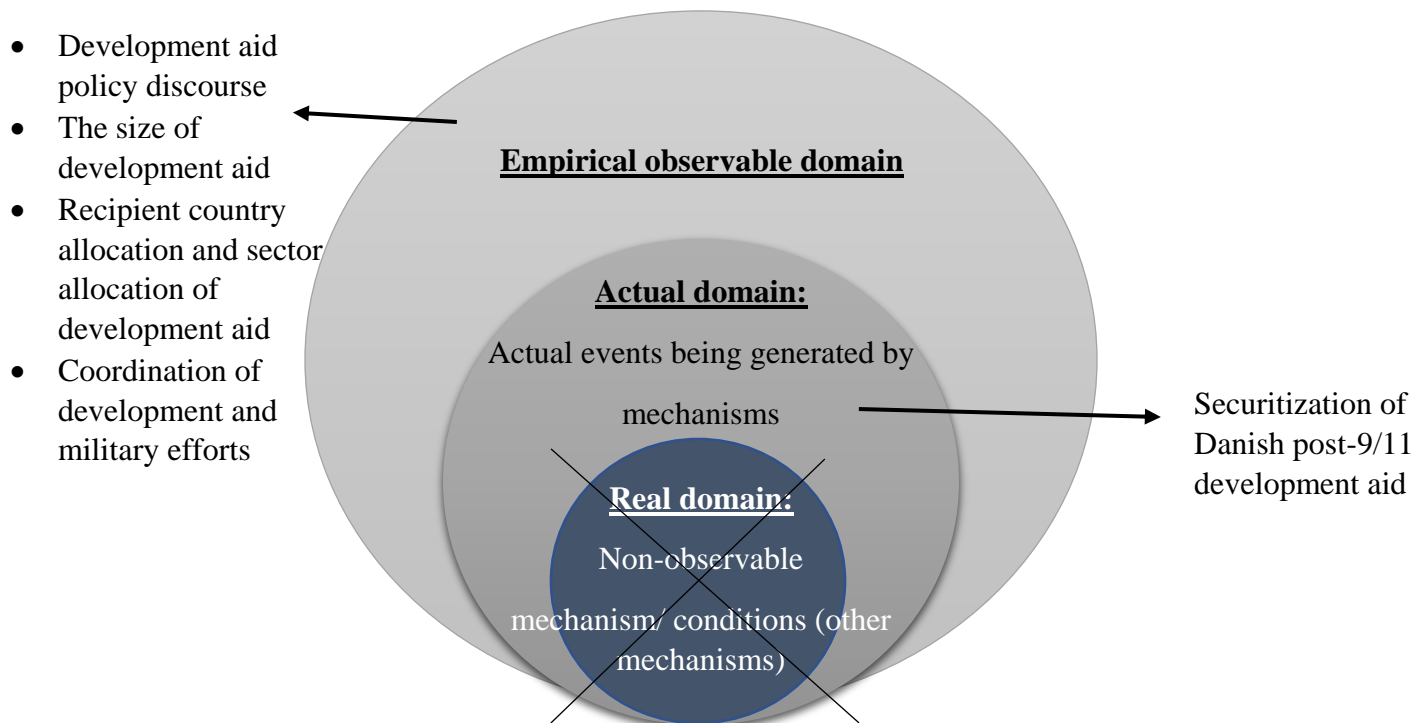 • Development aid
policy discourse
• The size of
development aid
• Recipient country
allocation and sector
allocation of
development aid
• Coordination of
development and
military efforts
Empirical observable domain
Actual domain:
Actual events being generated by
mechanisms
Real domain:
Non-observable
mechanism/ conditions (other
mechanisms)
Securitization of
Danish post-9/11
development aid